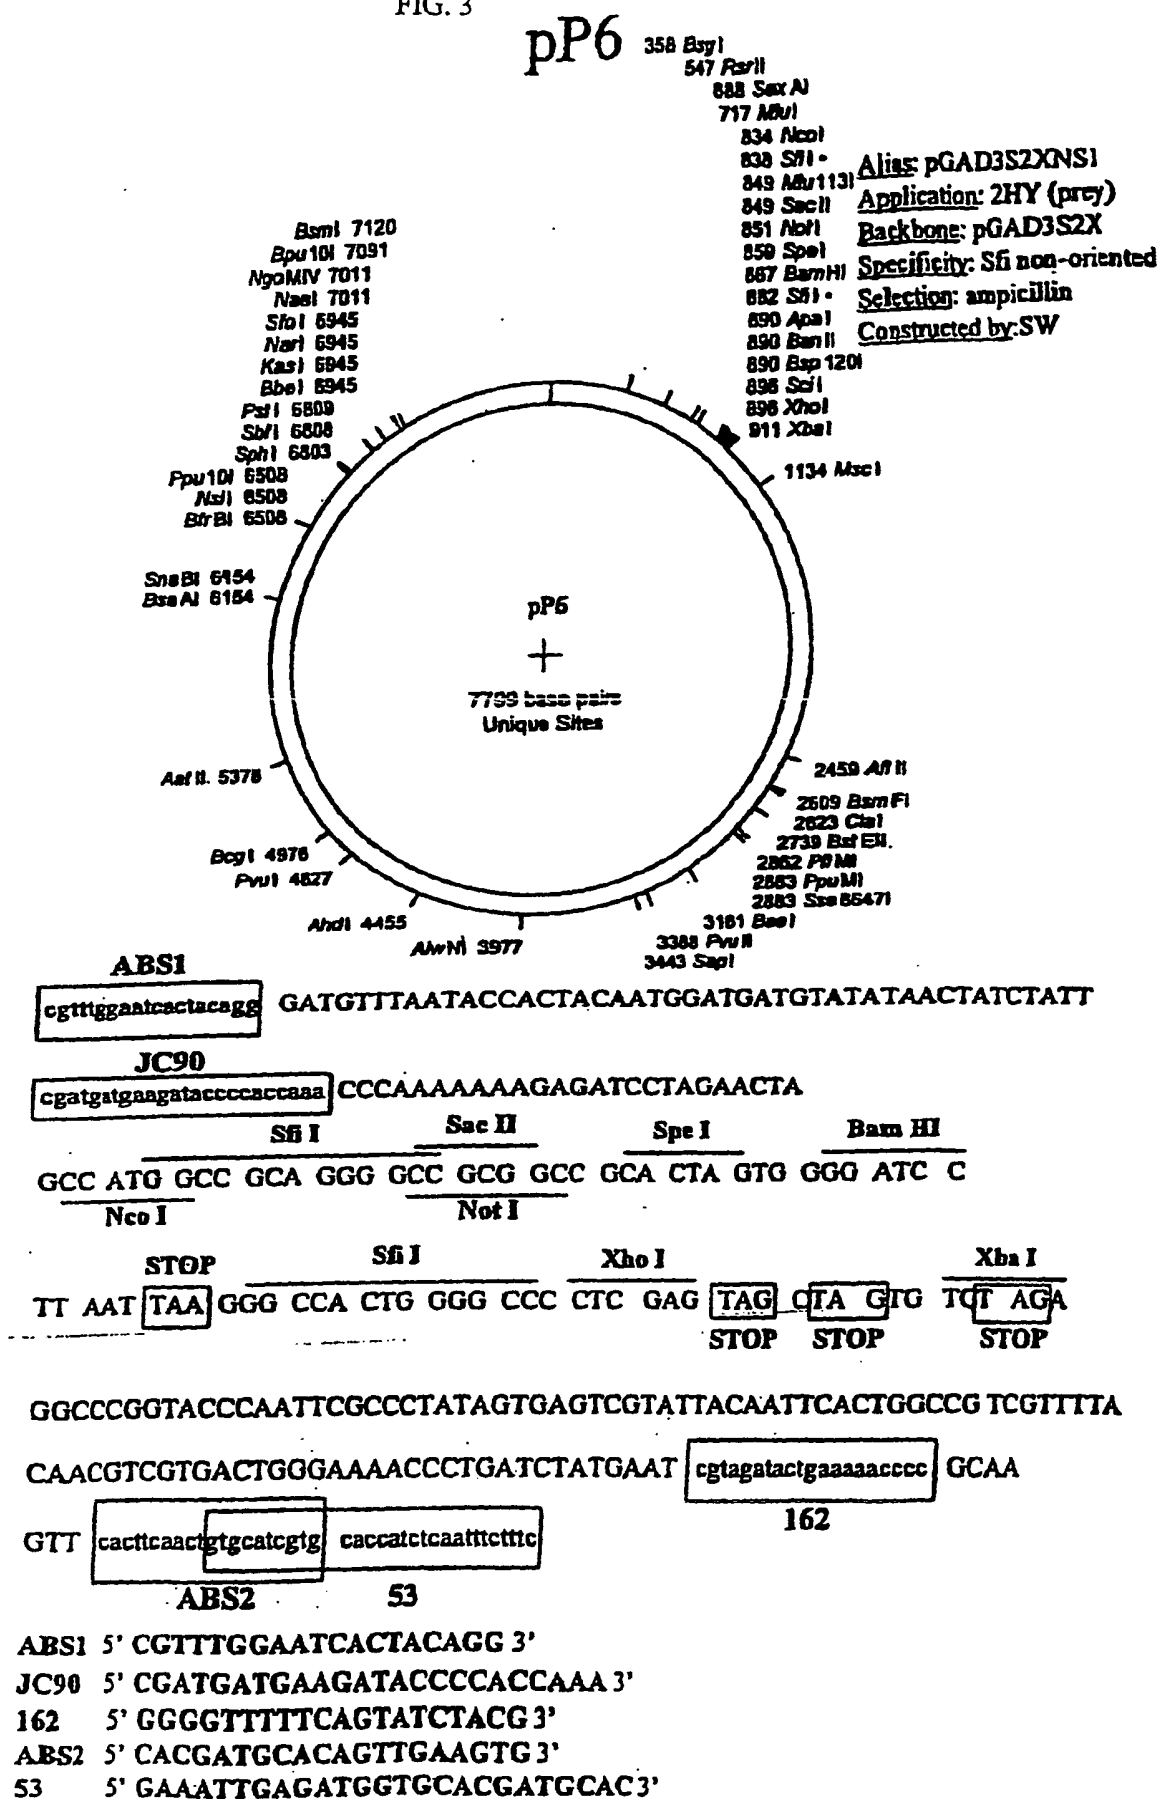 FIG. 3
pP6
358 BsgI
547 RsrII
688 SexAI
717 MluI
834 NcoI
838 SfiI •
849 Mlu113I
849 SacII
851 NotI
859 SpeI
867 BamHI
882 SfiI •
890 ApaI
890 BanII
890 Bsp120I
896 SciI
896 XhoI
911 XbaI
1134 MscI
Alias: pGAD3S2XNS1
Application: 2HY (prey)
Backbone: pGAD3S2X
Specificity: Sfi non-oriented
Selection: ampicillin
Constructed by:SW
BsmI 7120
Bpu10I 7091
NgoMIV 7011
NaeI 7011
SfoI 6945
NarI 6945
KasI 6945
BbeI 6945
PstI 6809
SbfI 6808
SphI 6803
Ppu10I 6508
NsiI 6508
BfrBI 6508
SnaBI 6154
BsaAI 6154
pP6
7799 base pairs
Unique Sites
AatII. 5378
BcgI 4976
PvuI 4827
AhdI 4455
AlwNI 3977
2459 AflII
2609 BsmFI
2623 ClaI
2739 BstEII.
2862 PflMI
2883 PpuMI
2883 Sse8647I
3181 BaeI
3388 PvuII
3443 SapI
ABS1
cgtttggaatcactacagg GATGTTTAATACCACTACAATGGATGATGTATATAACTATCTATT
JC90
cgatgatgaagataccccaccaaa CCCAAAAAAAGAGATCCTAGAACTA
Sfi I Sac II Spe I Bam HI
GCC ATG GCC GCA GGG GCC GCG GCC GCA CTA GTG GGG ATC C
Nco I Not I
STOP Sfi I Xho I Xba I
TT AAT TAA GGG CCA CTG GGG CCC CTC GAG TAG CTA GTG TCT AGA
STOP STOP STOP
GGCCCGGTACCCAATTCGCCCTATAGTGAGTCGTATTACAATTCACTGGCCG TCGTTTTA
CAACGTCGTGACTGGGAAAACCCTGATCTATGAAT cgtagatactgaaaaacccc GCAA
162
GTT cacttcaactgtgcatcgtg caccatctcaatttctttc
ABS2 53
ABS1 5' CGTTTGGAATCACTACAGG 3'
JC90 5' CGATGATGAAGATACCCCACCAAA 3'
162 5' GGGGTTTTTCAGTATCTACG 3'
ABS2 5' CACGATGCACAGTTGAAGTG 3'
53 5' GAAATTGAGATGGTGCACGATGCAC 3'